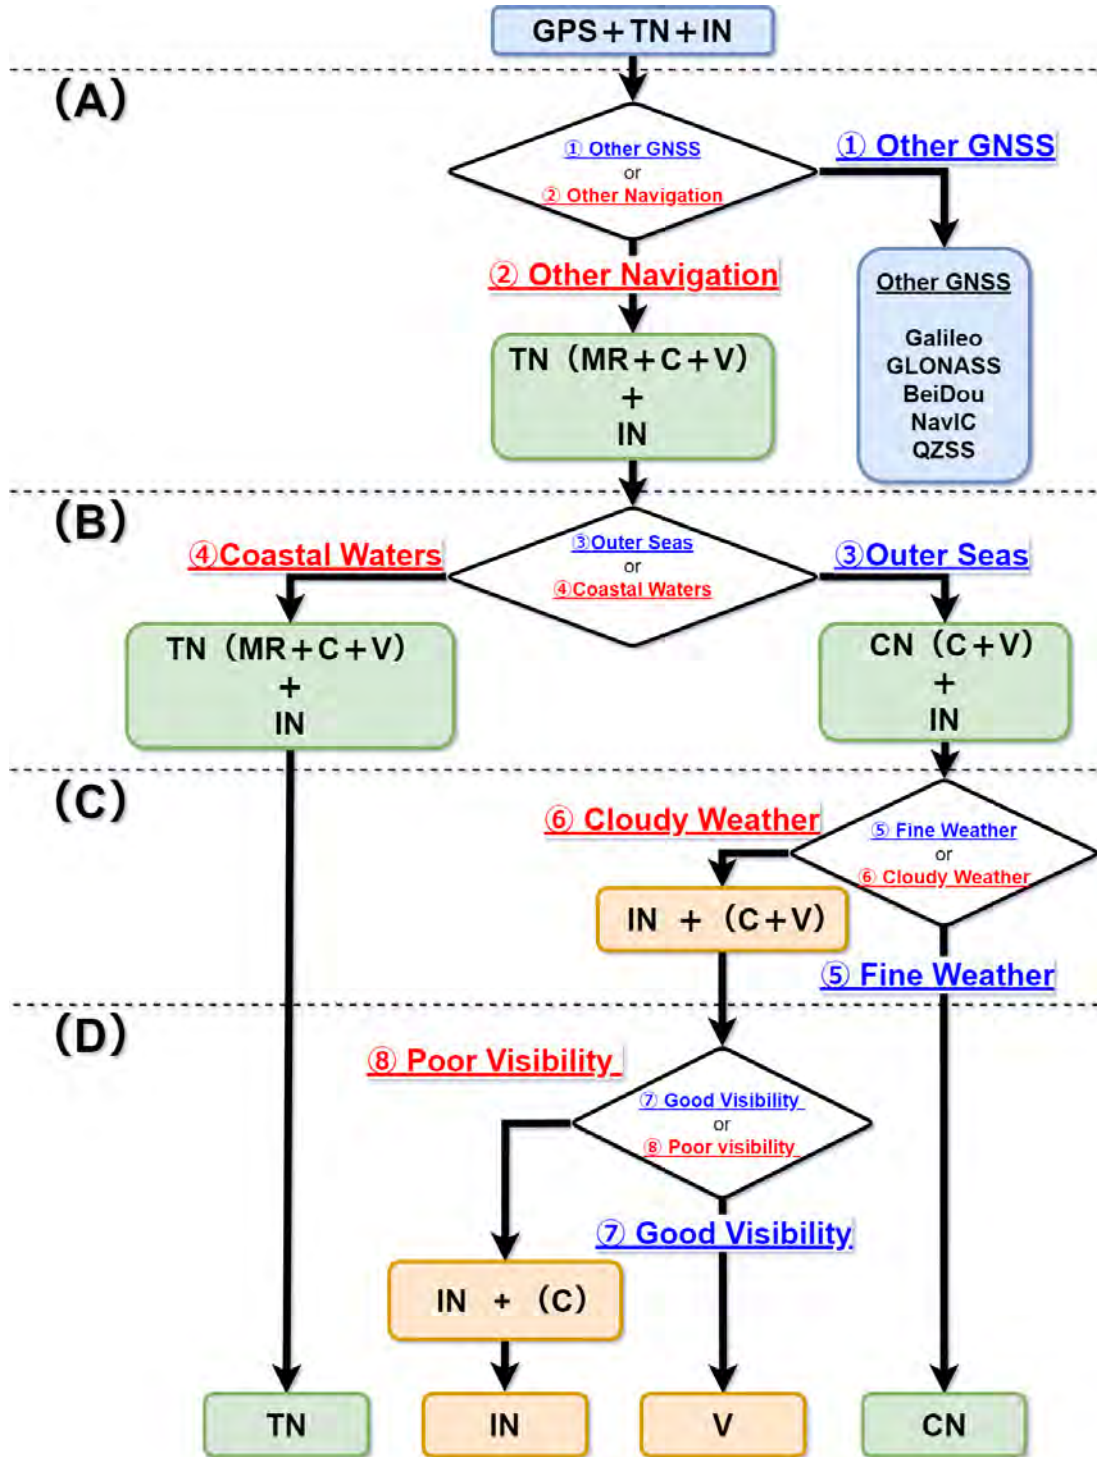 GPS+TN+IN
(A)
① Other GNSS
or
② Other Navigation
① Other GNSS
② Other Navigation
Other GNSS
Galileo
GLONASS
BeiDou
NavIC
QZSS
TN (MR+C+V)
+
IN
(B)
③Outer Seas
or
④Coastal Waters
④Coastal Waters
③Outer Seas
TN (MR+C+V)
+
IN
CN (C+V)
+
IN
(C)
⑥ Cloudy Weather
⑤ Fine Weather
or
⑥ Cloudy Weather
IN + (C+V)
⑤ Fine Weather
(D)
⑧ Poor Visibility
⑦ Good Visibility
or
⑧ Poor visibility
⑦ Good Visibility
IN + (C)
TN
IN
V
CN